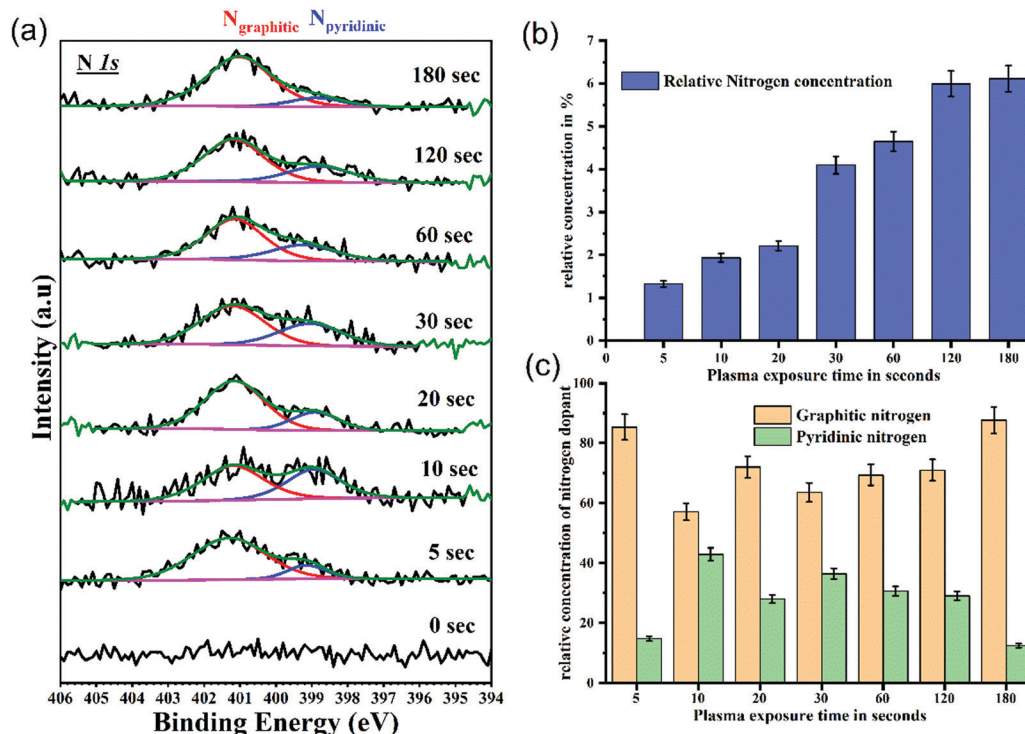 (a)
N graphitic N pyridinic
N 1s
180 sec
120 sec
60 sec
30 sec
20 sec
10 sec
5 sec
0 sec
Intensity (a.u)
406 405 404 403 402 401 400 399 398 397 396 395 394
Binding Energy (eV)
(b)
Relative Nitrogen concentration
relative concentration in %
7
6
5
4
3
2
1
0
0 5 10 20 30 60 120 180
Plasma exposure time in seconds
(c)
Graphitic nitrogen
Pyridinic nitrogen
relative concentration of nitrogen dopant
100
80
60
40
20
0
5 10 20 30 60 120 180
Plasma exposure time in seconds